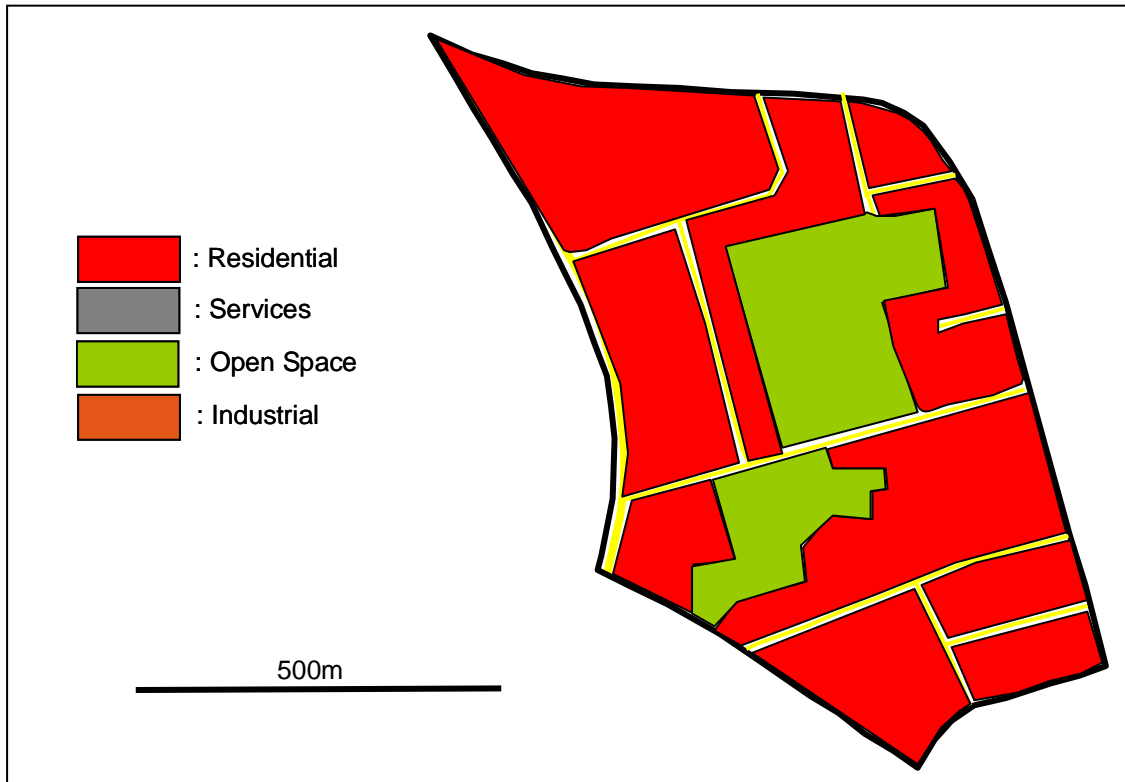 : Residential
: Services
: Open Space
: Industrial
500m